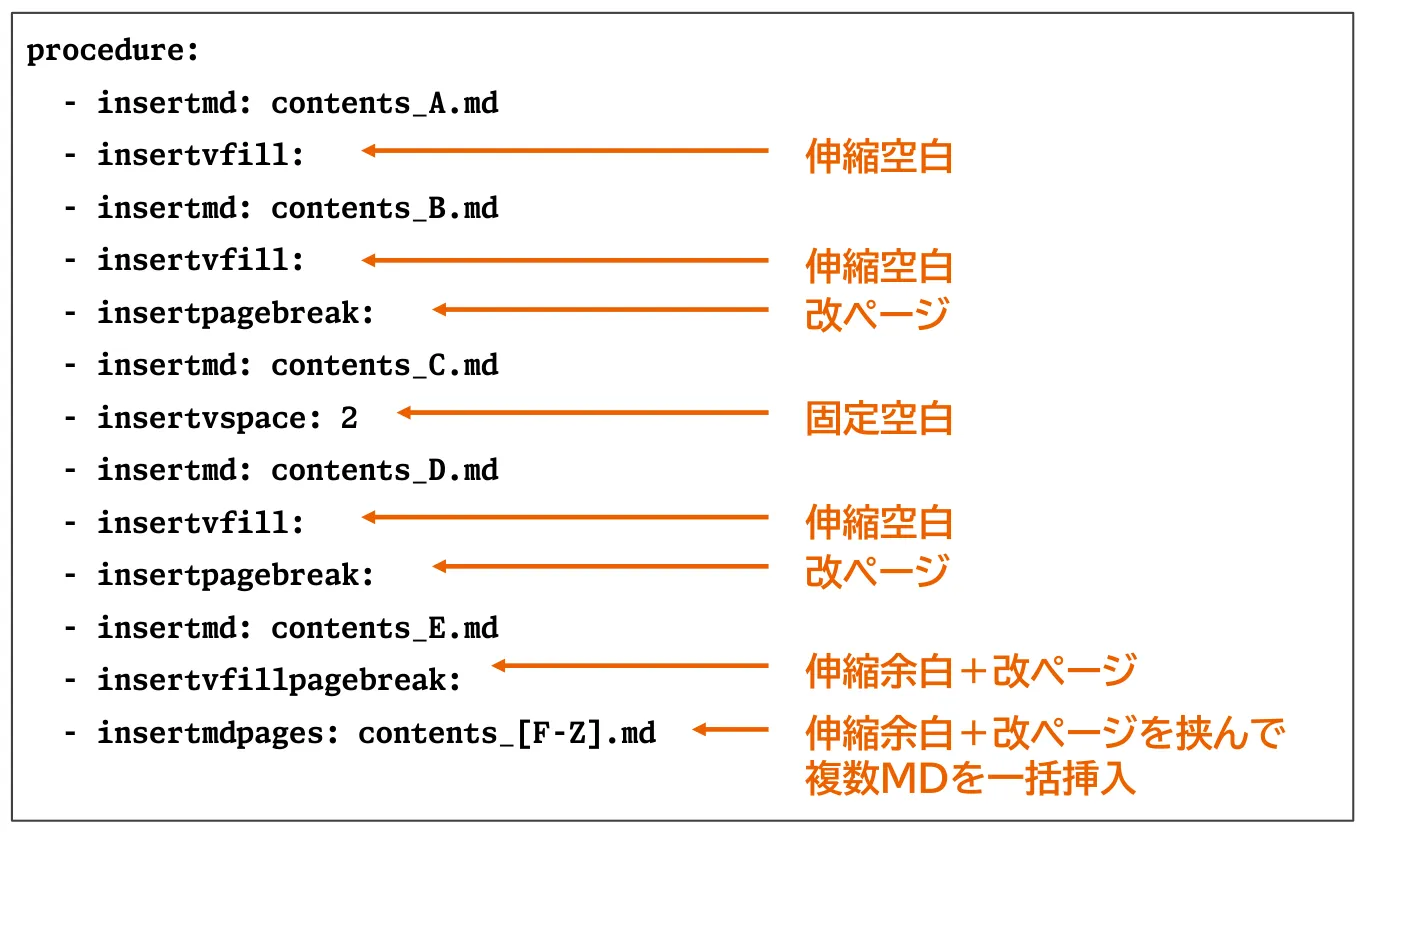 procedure:
- insertmd: contents_A.md
- insertvfill: 伸縮空白
- insertmd: contents_B.md
- insertvfill: 伸縮空白
- insertpagebreak: 改ページ
- insertmd: contents_C.md
- insertvspace: 2 固定空白
- insertmd: contents_D.md
- insertvfill: 伸縮空白
- insertpagebreak: 改ページ
- insertmd: contents_E.md
- insertvfillpagebreak: 伸縮余白＋改ページ
- insertmdpages: contents_[F-Z].md 伸縮余白＋改ページを挟んで
複数MDを一括挿入